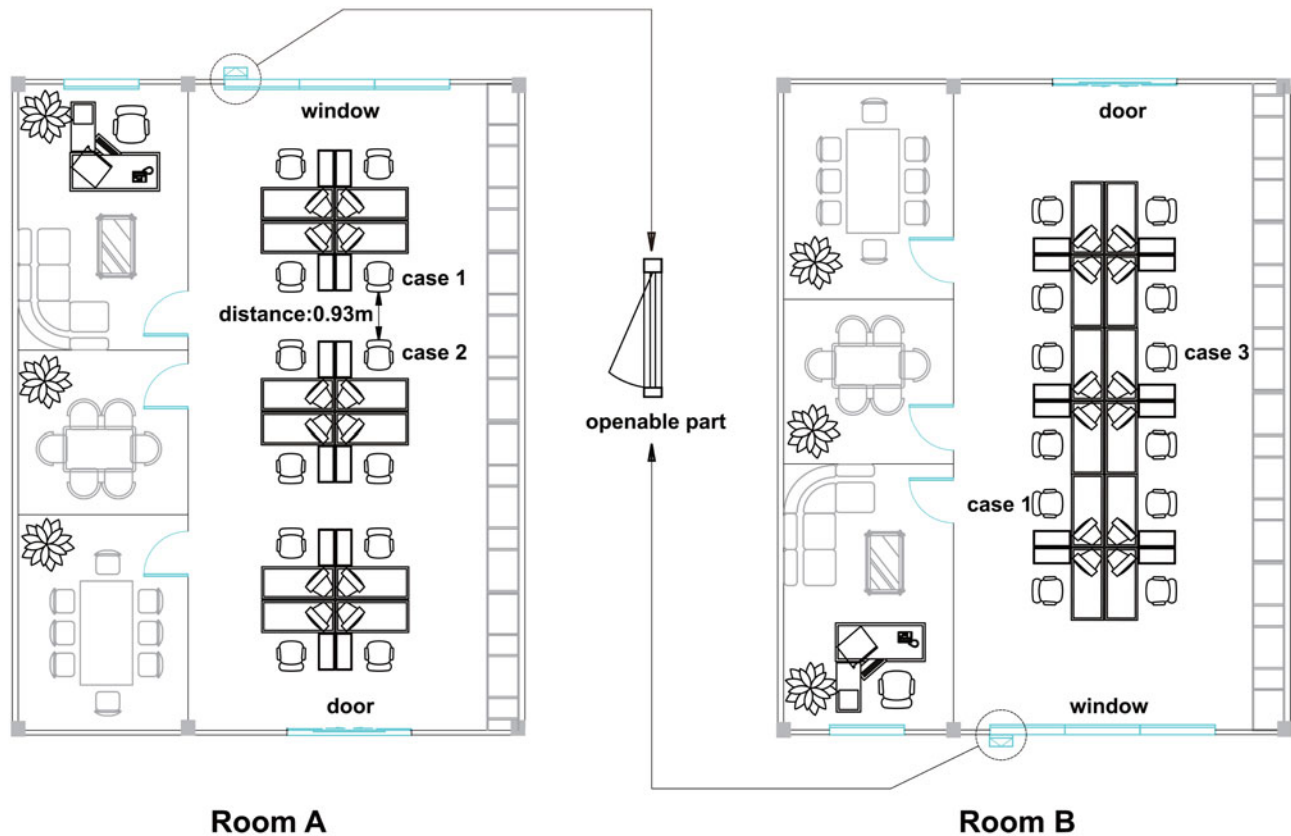 window
case 1
distance:0.93m
case 2
door
Room A
openable part
door
case 3
case 1
window
Room B